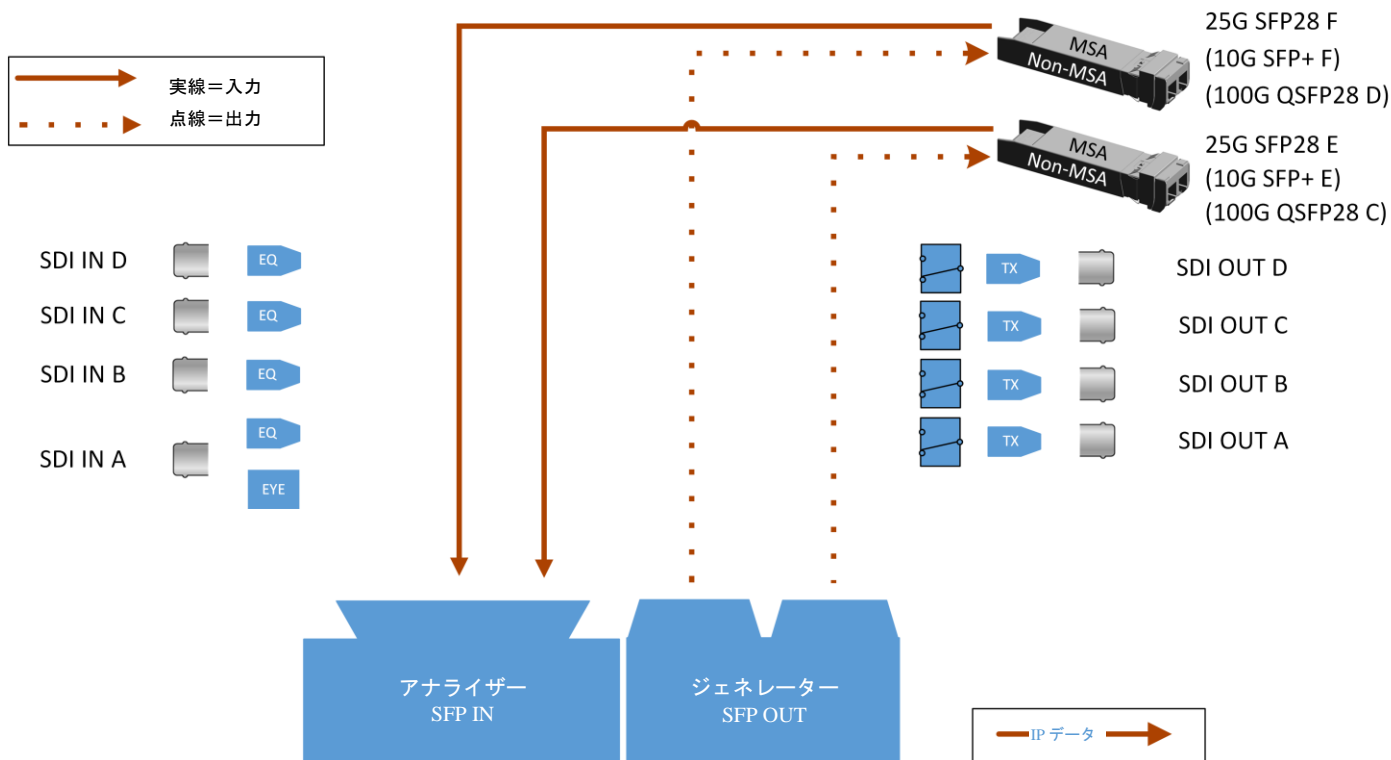 実線=入力
点線=出力
MSA
Non-MSA
25G SFP28 F
(10G SFP+ F)
(100G QSFP28 D)
MSA
Non-MSA
25G SFP28 E
(10G SFP+ E)
(100G QSFP28 C)
SDI IN D
EQ
TX
SDI OUT D
SDI IN C
EQ
TX
SDI OUT C
SDI IN B
EQ
TX
SDI OUT B
SDI IN A
EQ
EYE
TX
SDI OUT A
アナライザー
SFP IN
ジェネレーター
SFP OUT
IP データ